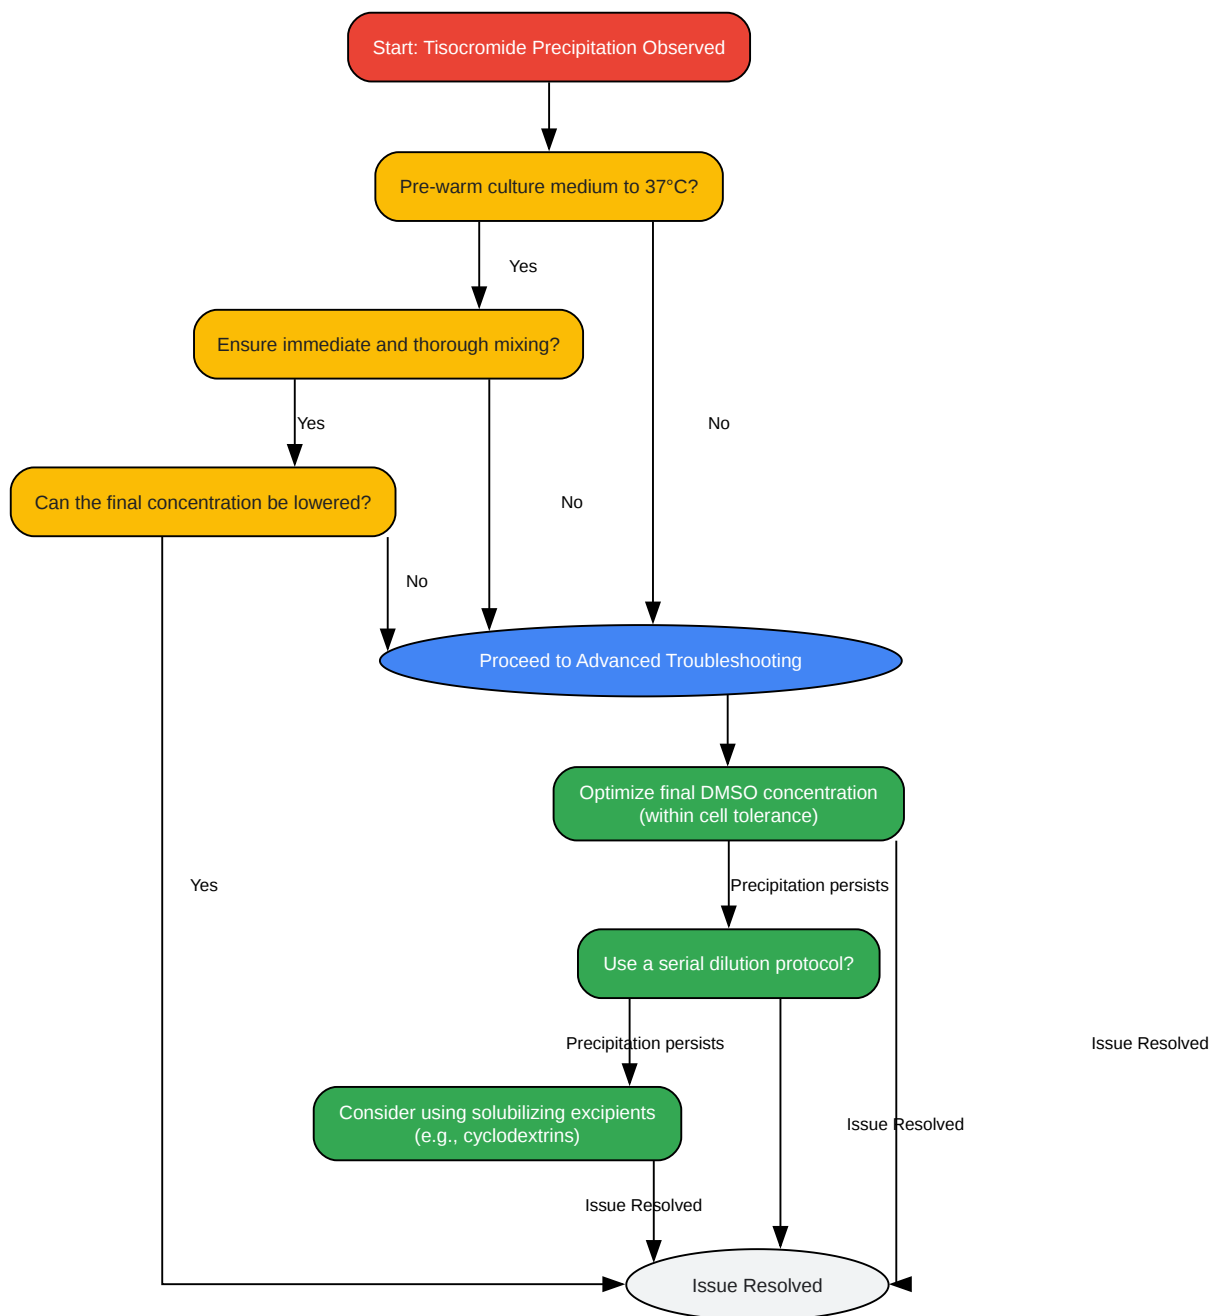 Start: Tisocromide Precipitation Observed
Pre-warm culture medium to 37°C?
Yes
Ensure immediate and thorough mixing?
Yes
No
Can the final concentration be lowered?
No
No
Proceed to Advanced Troubleshooting
Optimize final DMSO concentration
(within cell tolerance)
Yes
Precipitation persists
Use a serial dilution protocol?
Precipitation persists
Issue Resolved
Consider using solubilizing excipients
(e.g., cyclodextrins)
Issue Resolved
Issue Resolved
Issue Resolved